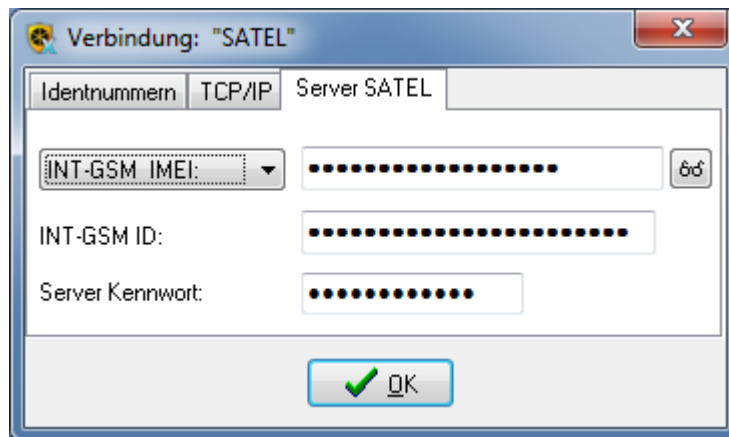 Verbindung: "SATEL"
Identnummern TCP/IP Server SATEL
INT-GSM IMEI: ••••••••••••••••••
INT-GSM ID: •••••••••••••••••••••••
Server Kennwort: ••••••••••••
OK